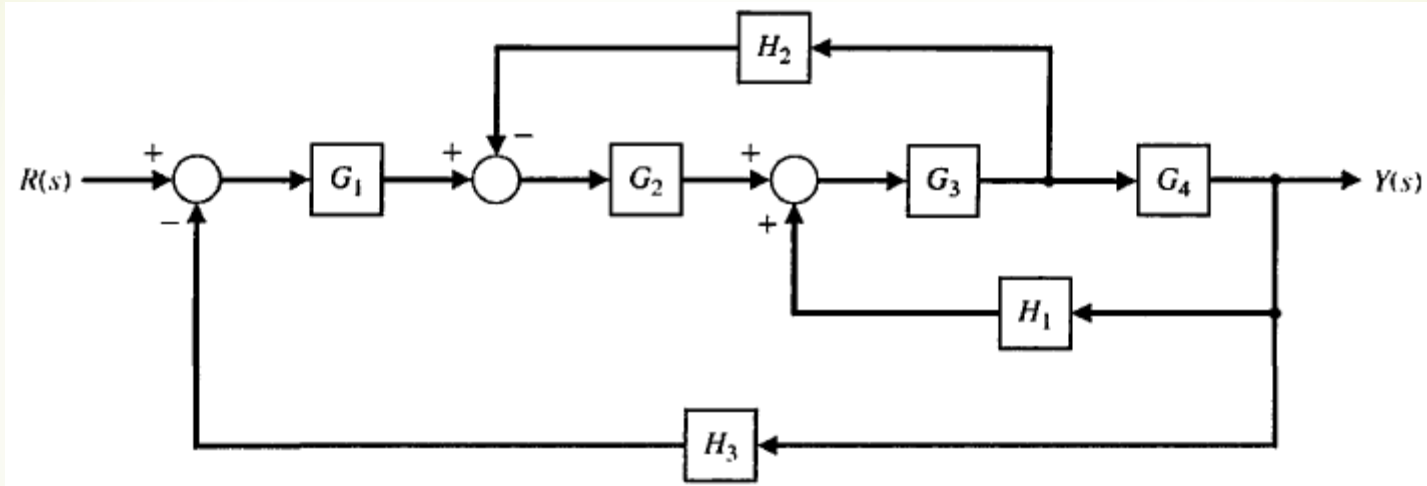 H₂
R(s) + − G₁ + − G₂ + + G₃ G₄ Y(s)
H₁
H₃